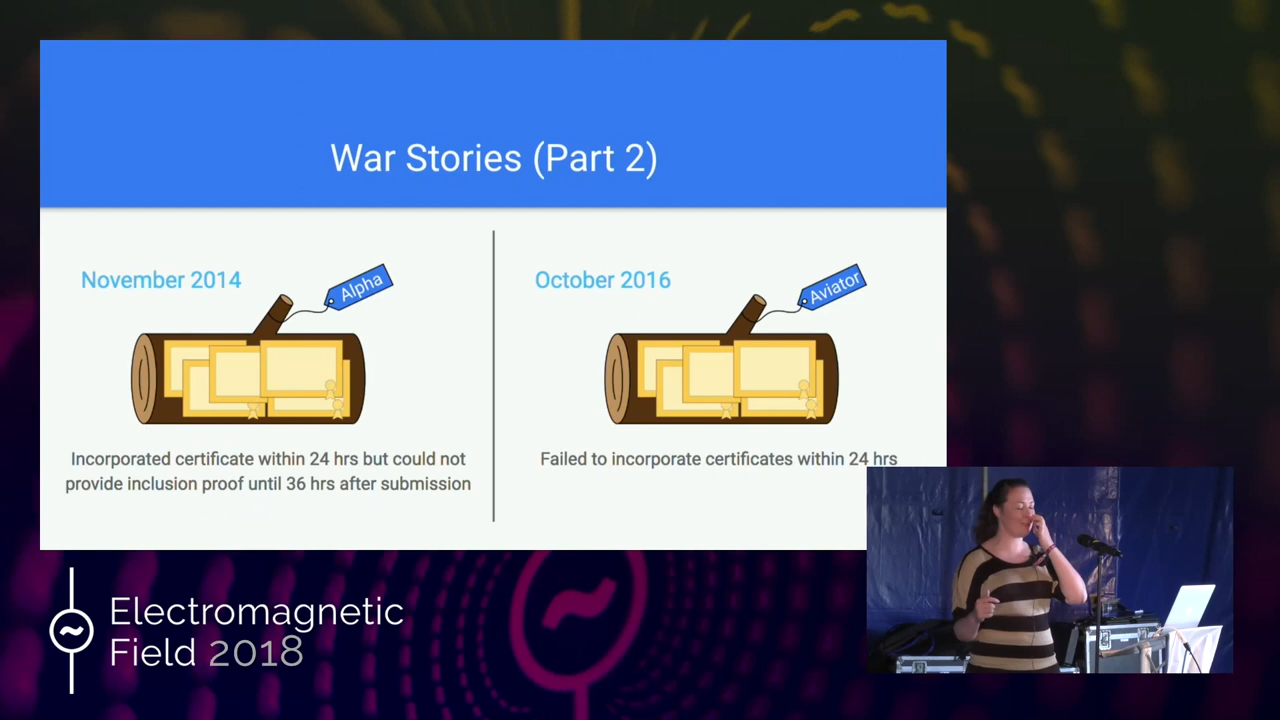 War Stories (Part 2)
November 2014
Alpha
Incorporated certificate within 24 hrs but could not
provide inclusion proof until 36 hrs after submission
October 2016
Aviator
Failed to incorporate certificates within 24 hrs
Electromagnetic
Field 2018